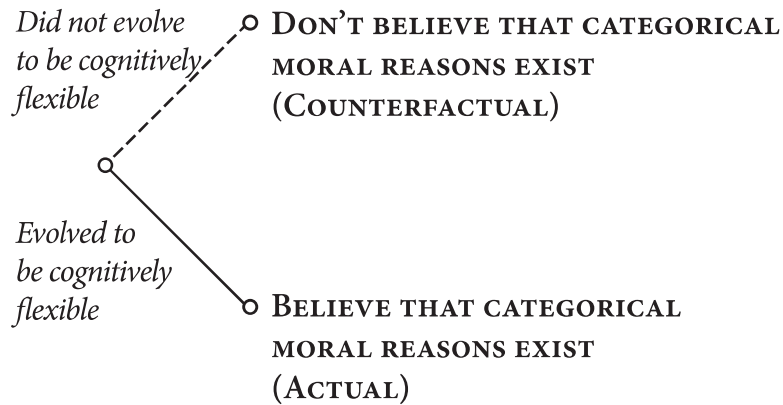 Did not evolve
to be cognitively
flexible
Don't believe that categorical
moral reasons exist
(Counterfactual)
Evolved to
be cognitively
flexible
Believe that categorical
moral reasons exist
(Actual)